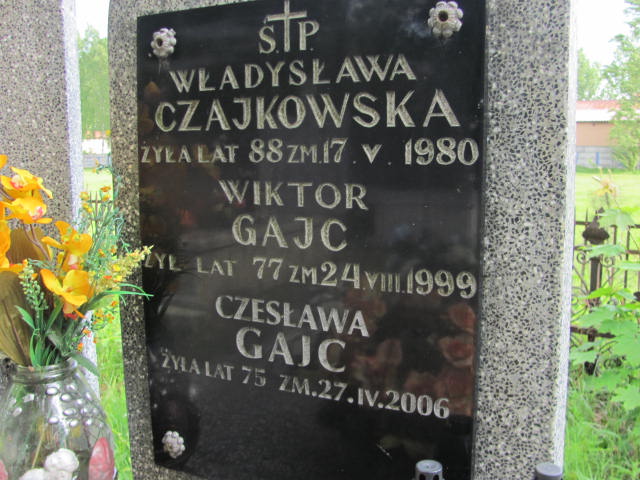 Ś.P.
WŁADYSŁAWA
CZAJKOWSKA
ŻYŁA LAT 88 ZM.17.V.1980
WIKTOR
GAJC
ŻYŁ LAT 77 ZM 24.VIII.1999
CZESŁAWA
GAJC
ŻYŁA LAT 75 ZM.27.IV.2006